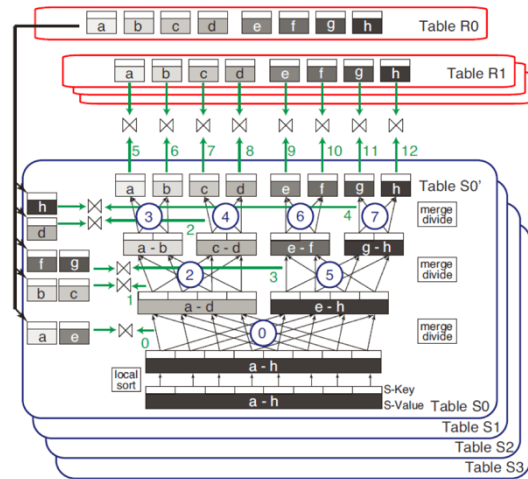 a b c d e f g h Table R0
a b c d e f g h Table R1
5 6 7 8 9 10 11 12
a b c d e f g h Table S0'
h 3 4 6 7 4 merge
d 2 divide
a - b c - d e - f g - h
f g 2 3 5 merge
b c 1 divide
a - d e - h
a e 0 0 merge
divide
local
sort
a - h
S-Key
a - h S-Value
Table S0
Table S1
Table S2
Table S3